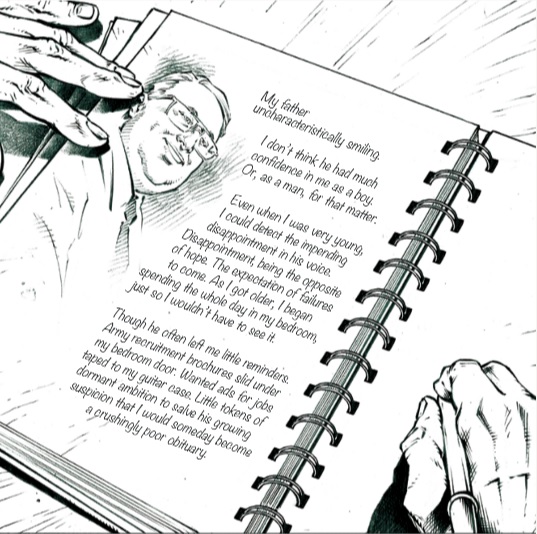 My father
uncharacteristically smiling.
I don't think he had much
confidence in me as a boy.
Or, as a man, for that matter.
Even when I was very young,
I could detect the impending
disappointment in his voice.
Disappointment, being the opposite
of hope. The expectation of failures
to come. As I got older, I began
spending the whole day in my bedroom,
just so I wouldn't have to see it.
Though he often left me little reminders.
Army recruitment brochures slid under
my bedroom door. Wanted ads for jobs
taped to my guitar case. Little tokens of
dormant ambition to salve his growing
suspicion that I would someday become
a crushingly poor obituary.